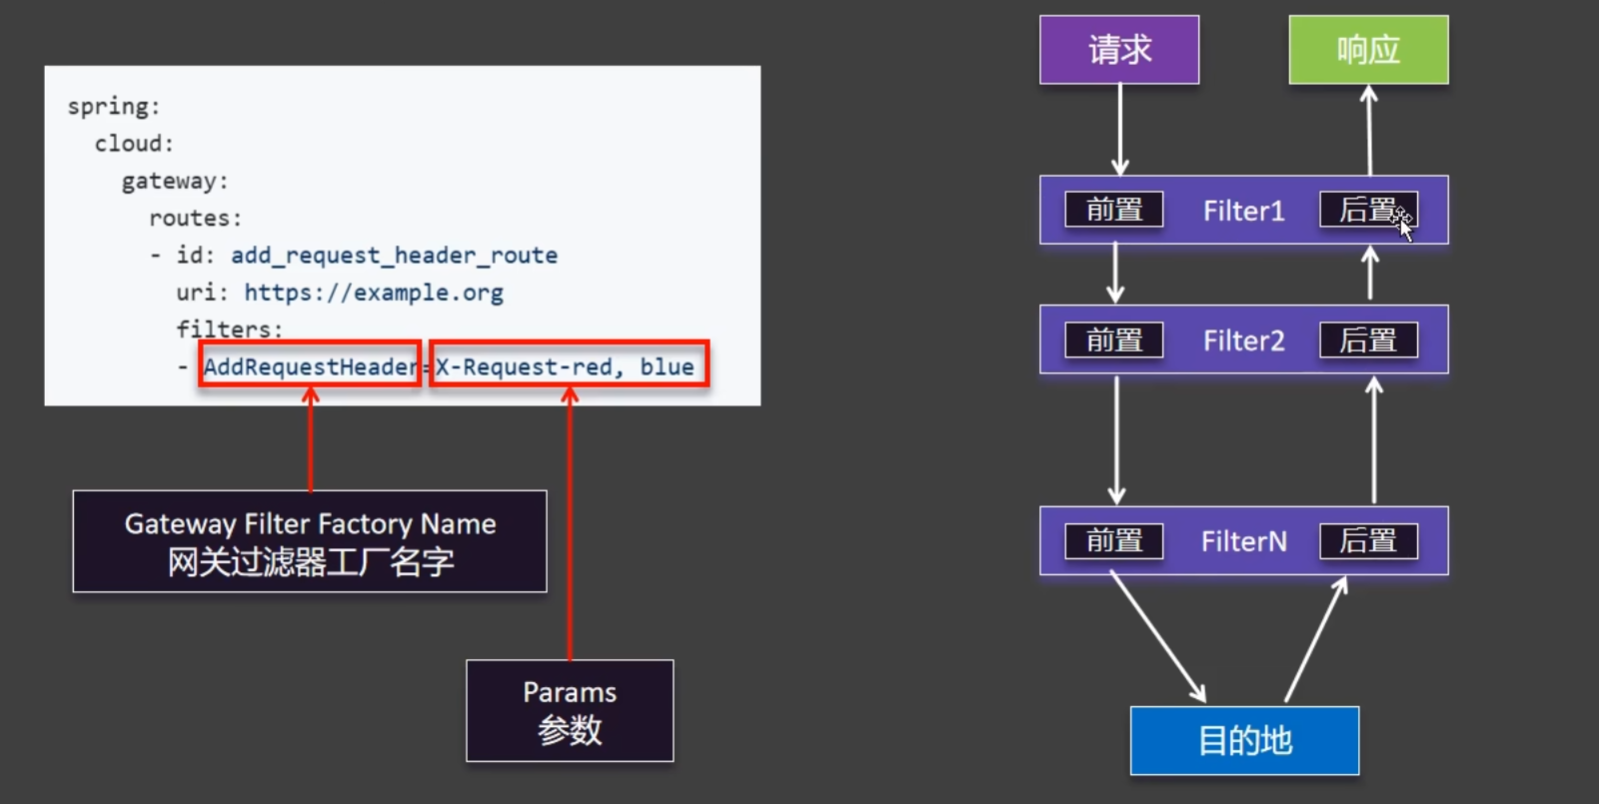 spring:
cloud:
gateway:
routes:
- id: add_request_header_route
uri: https://example.org
filters:
- AddRequestHeader=X-Request-red, blue
Gateway Filter Factory Name
网关过滤器工厂名字
Params
参数
请求
响应
前置 Filter1 后置
前置 Filter2 后置
前置 FilterN 后置
目的地